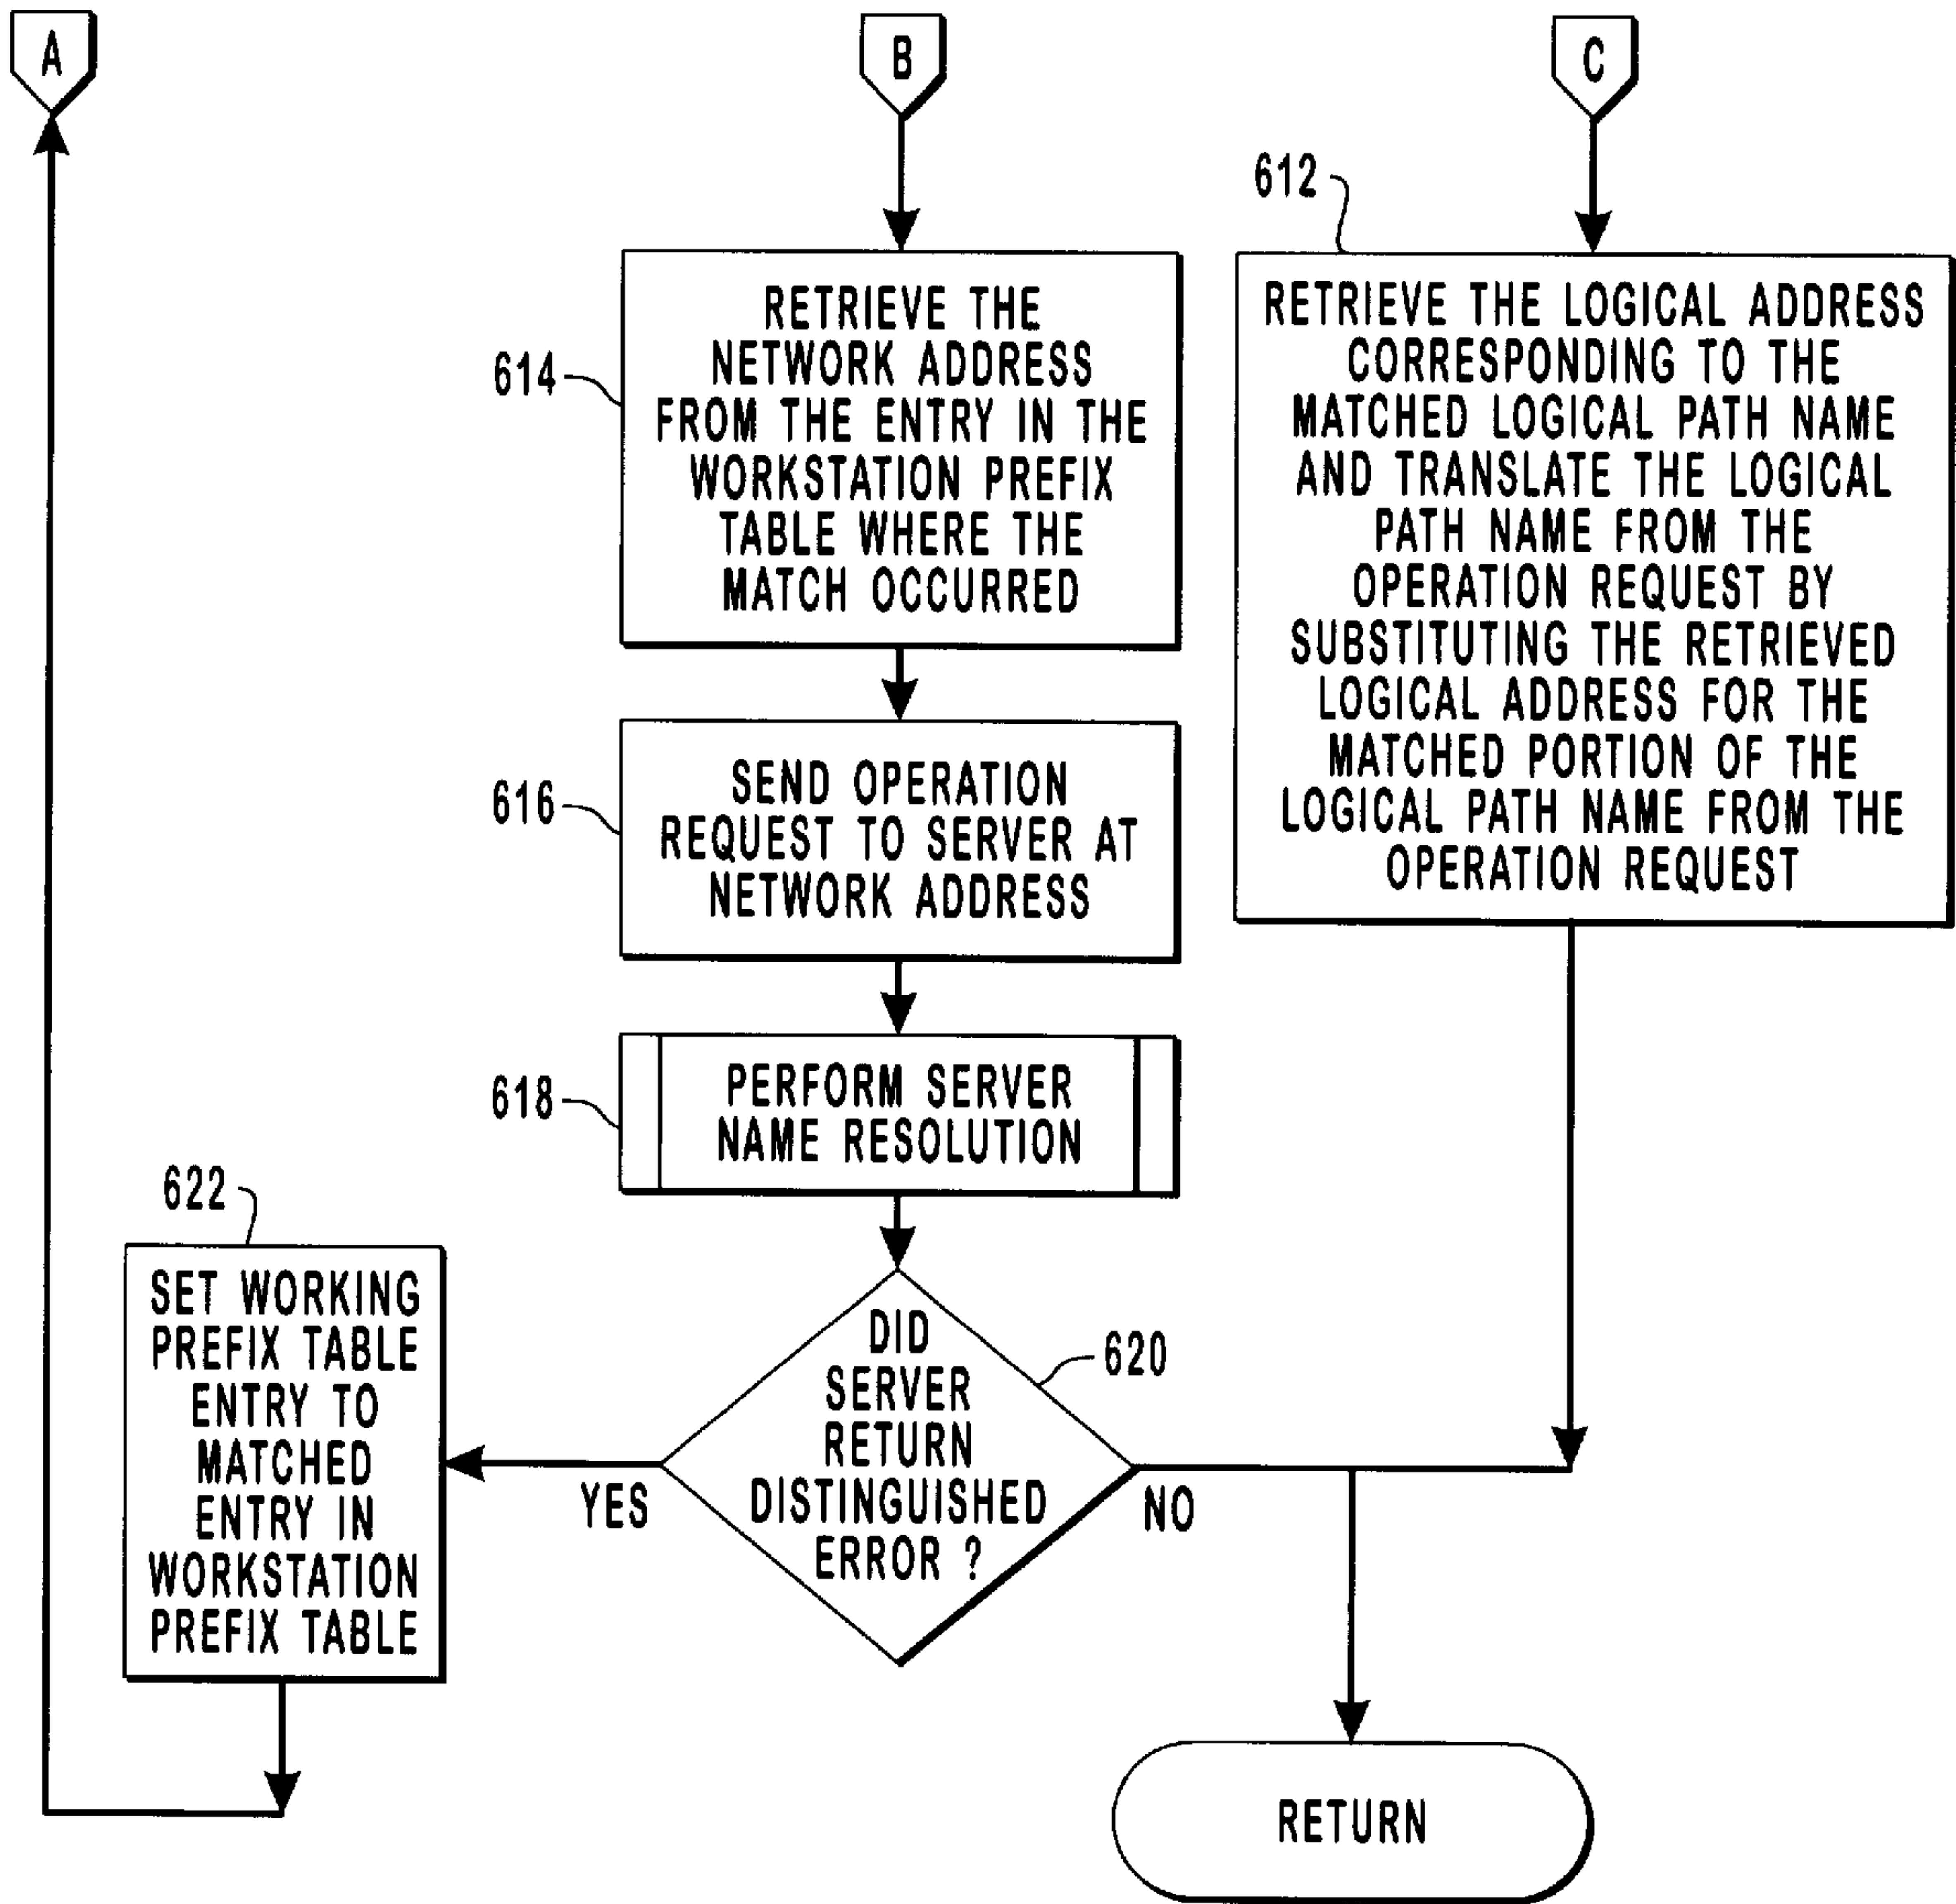 A
B
C
612
614
RETRIEVE THE
NETWORK ADDRESS
FROM THE ENTRY IN THE
WORKSTATION PREFIX
TABLE WHERE THE
MATCH OCCURRED
RETRIEVE THE LOGICAL ADDRESS
CORRESPONDING TO THE
MATCHED LOGICAL PATH NAME
AND TRANSLATE THE LOGICAL
PATH NAME FROM THE
OPERATION REQUEST BY
SUBSTITUTING THE RETRIEVED
LOGICAL ADDRESS FOR THE
MATCHED PORTION OF THE
LOGICAL PATH NAME FROM THE
OPERATION REQUEST
616
SEND OPERATION
REQUEST TO SERVER AT
NETWORK ADDRESS
618
PERFORM SERVER
NAME RESOLUTION
622
SET WORKING
PREFIX TABLE
ENTRY TO
MATCHED
ENTRY IN
WORKSTATION
PREFIX TABLE
620
DID
SERVER
RETURN
DISTINGUISHED
ERROR ?
YES
NO
RETURN